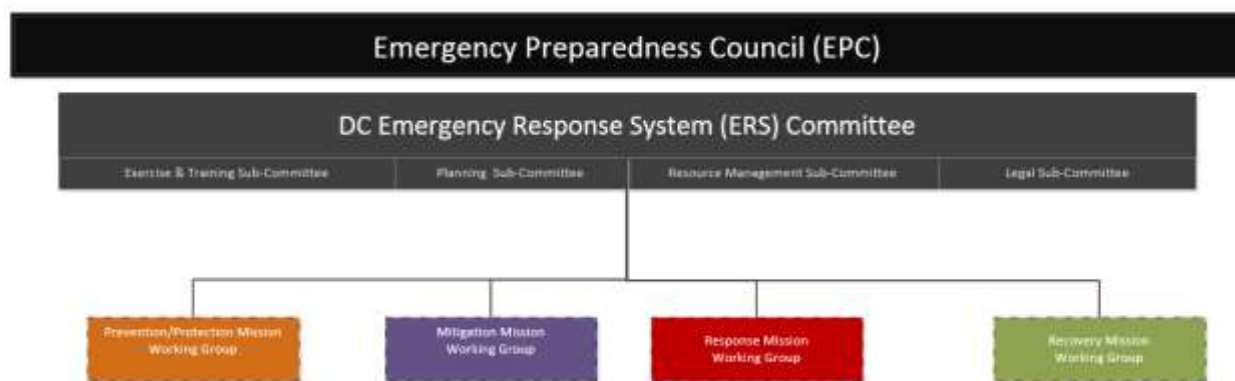 Emergency Preparedness Council (EPC)
DC Emergency Response System (ERS) Committee
Exercise & Training Sub-Committee
Planning Sub-Committee
Resource Management Sub-Committee
Legal Sub-Committee
Prevention/Protection Mission
Working Group
Mitigation Mission
Working Group
Response Mission
Working Group
Recovery Mission
Working Group